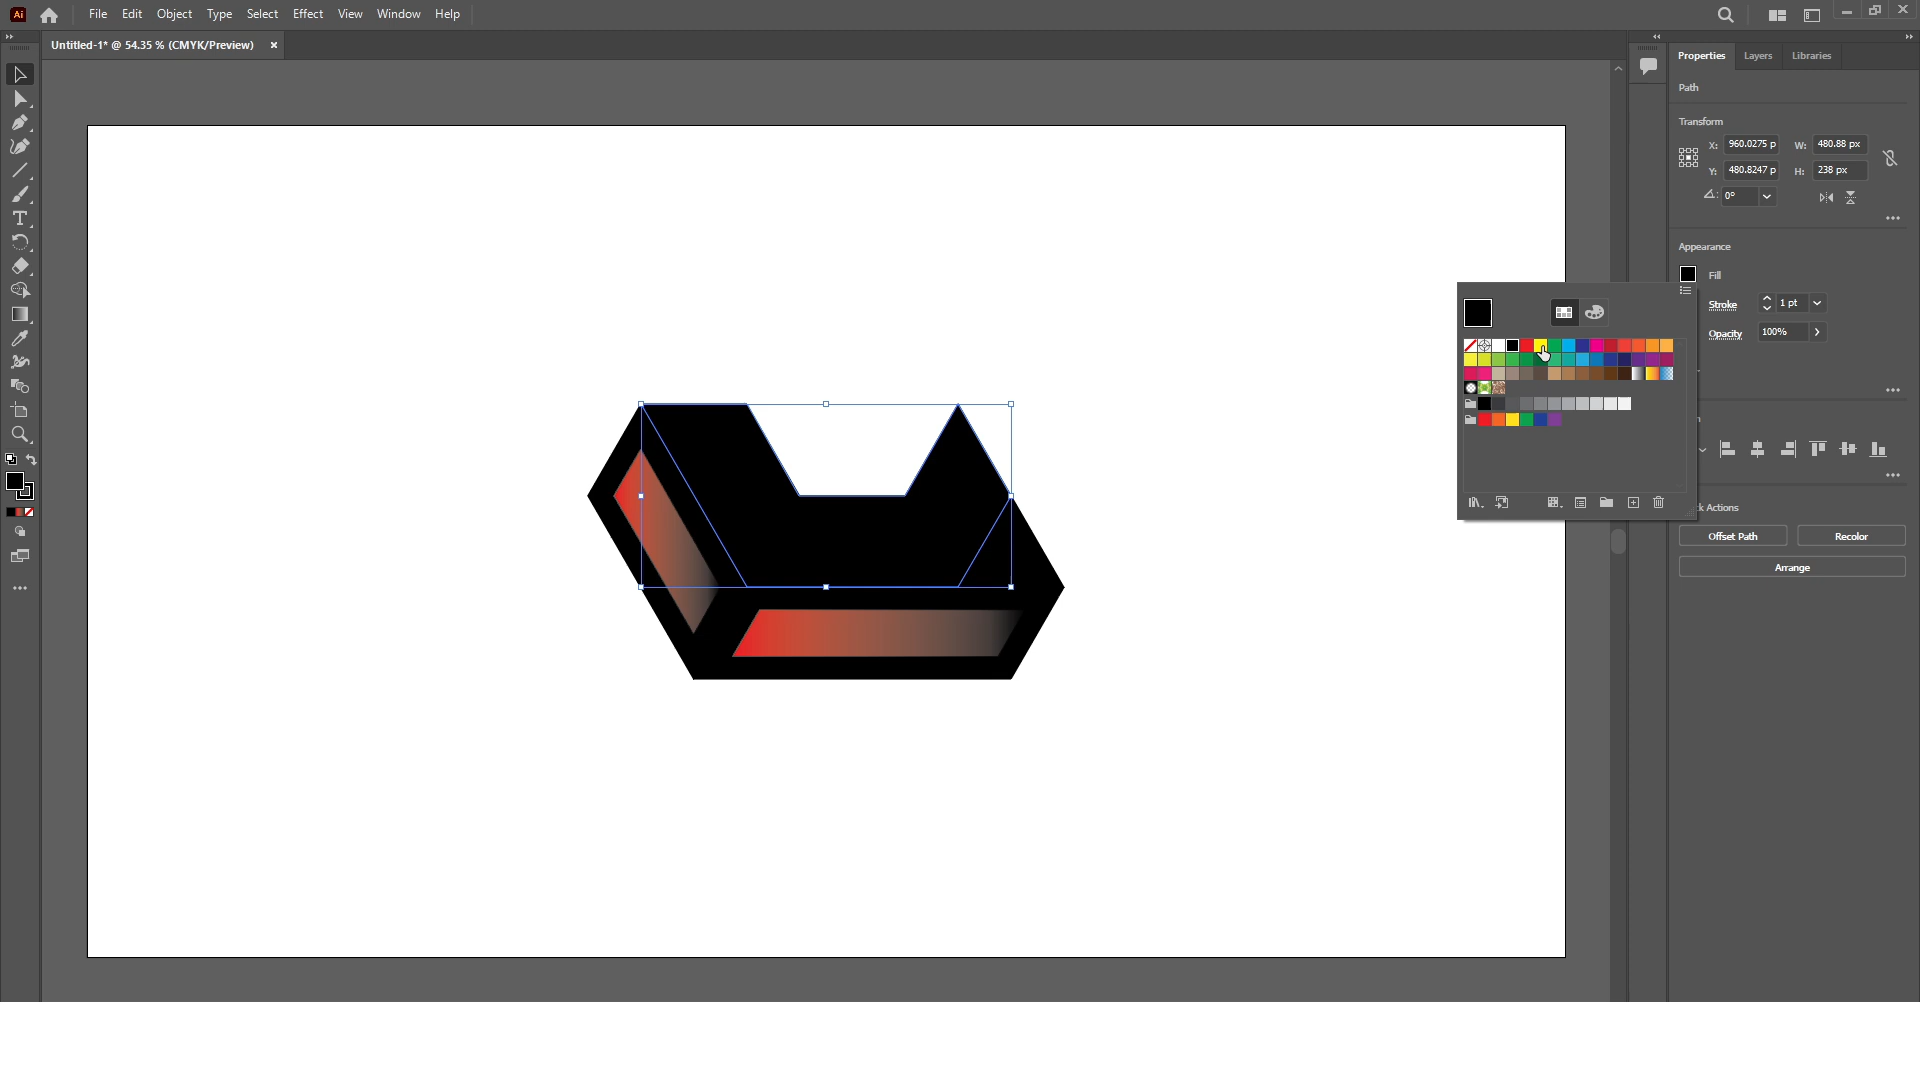 Ai File Edit Object Type Select Effect View Window Help
Untitled-1* @ 54.35 % (CMYK/Preview)
Properties Layers Libraries
Path
Transform
X: 960.0275 p W: 480.88 px
Y: 480.8247 p H: 238 px
0°
Appearance
Fill
Stroke 1 pt
Opacity 100%
Offset Path Recolor
Arrange